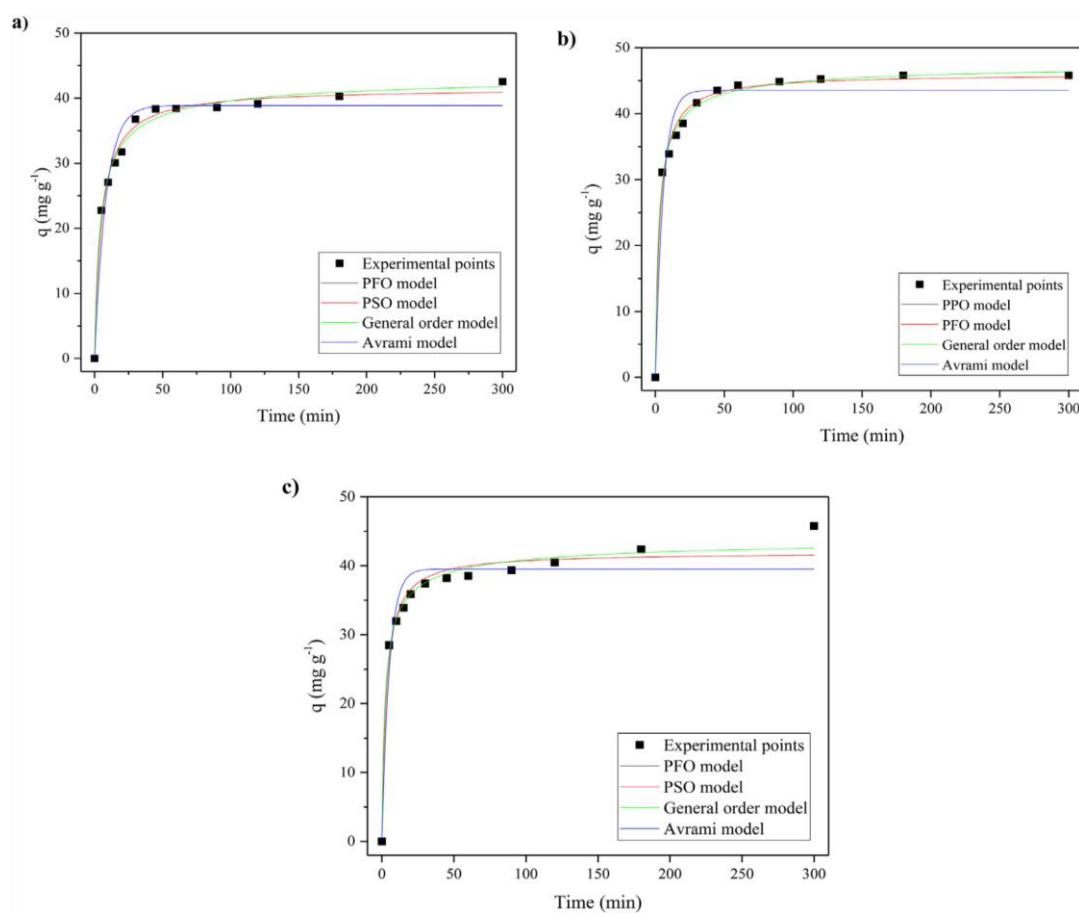 a)
50
40
30
20
10
0
q (mg g⁻¹)
0 50 100 150 200 250 300
Time (min)
Experimental points
PFO model
PSO model
General order model
Avrami model
b)
50
40
30
20
10
0
q (mg g⁻¹)
0 50 100 150 200 250 300
Time (min)
Experimental points
PPO model
PFO model
General order model
Avrami model
c)
50
40
30
20
10
0
q (mg g⁻¹)
0 50 100 150 200 250 300
Time (min)
Experimental points
PFO model
PSO model
General order model
Avrami model